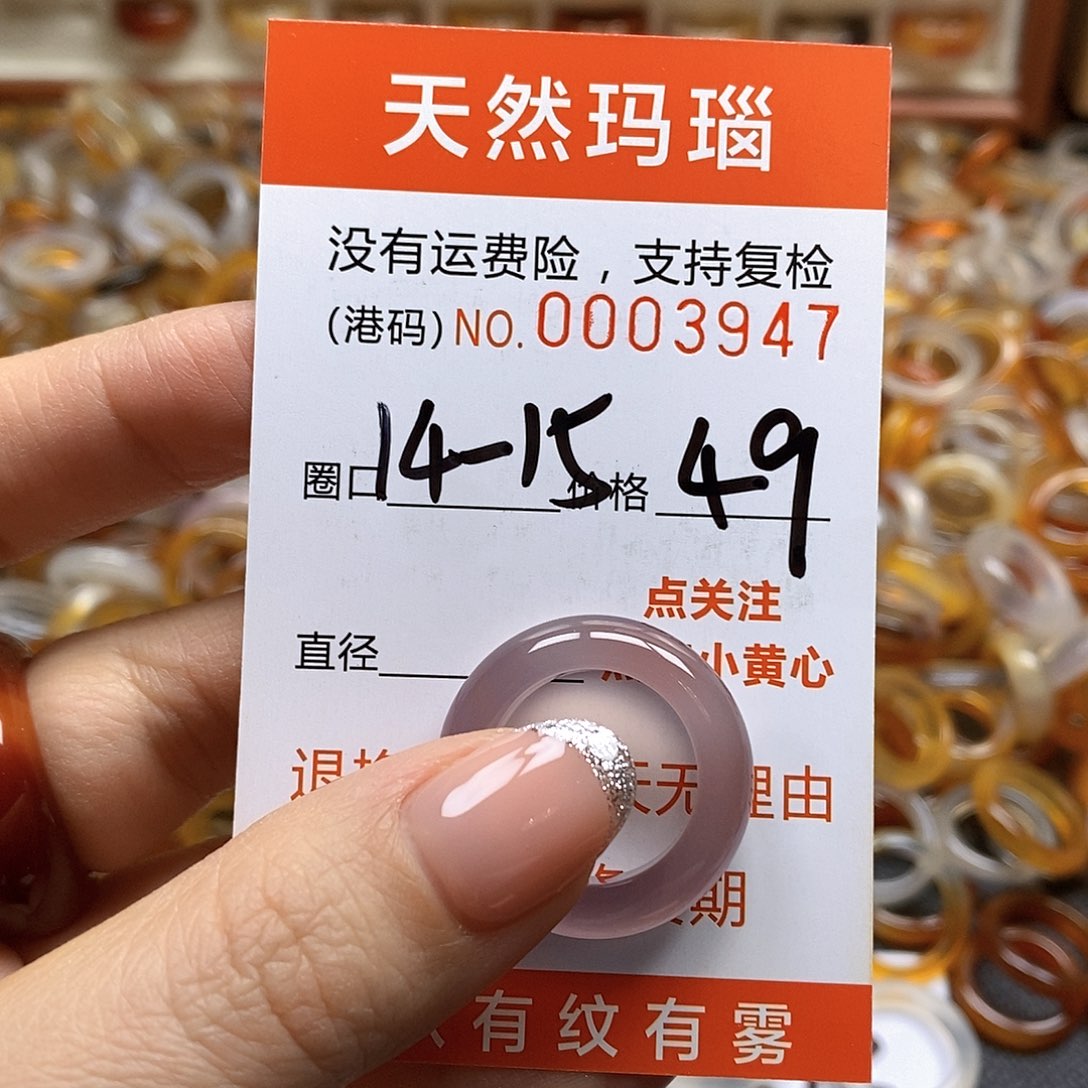 天然玛瑙
没有运费险，支持复检
(港码) NO. 0003947
圈口 14-15 价格 49
点关注
直径 小黄心
退 天无理由
期
有纹有雾